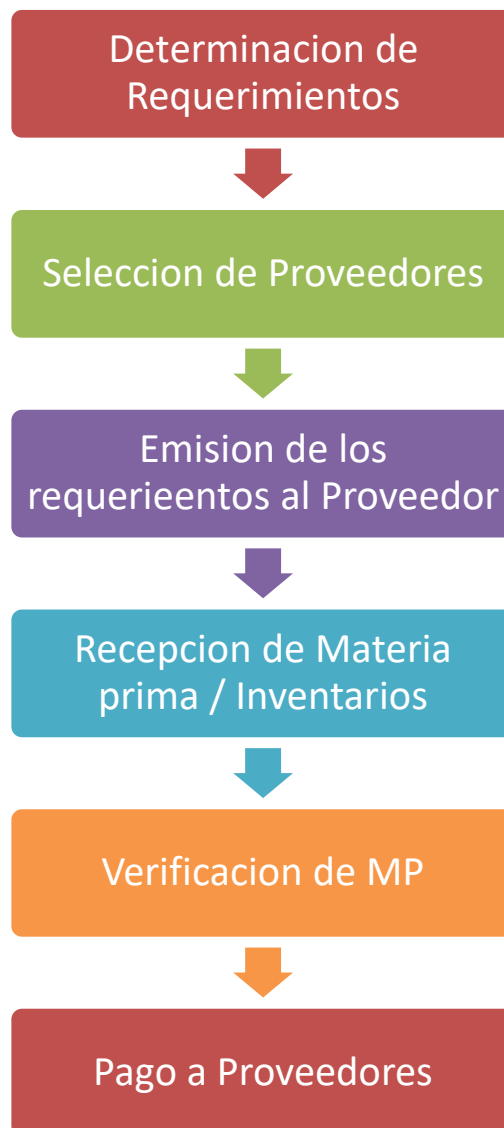 Determinacion de
Requerimientos
Seleccion de Proveedores
Emision de los
requerieentos al Proveedor
Recepcion de Materia
prima / Inventarios
Verificacion de MP
Pago a Proveedores